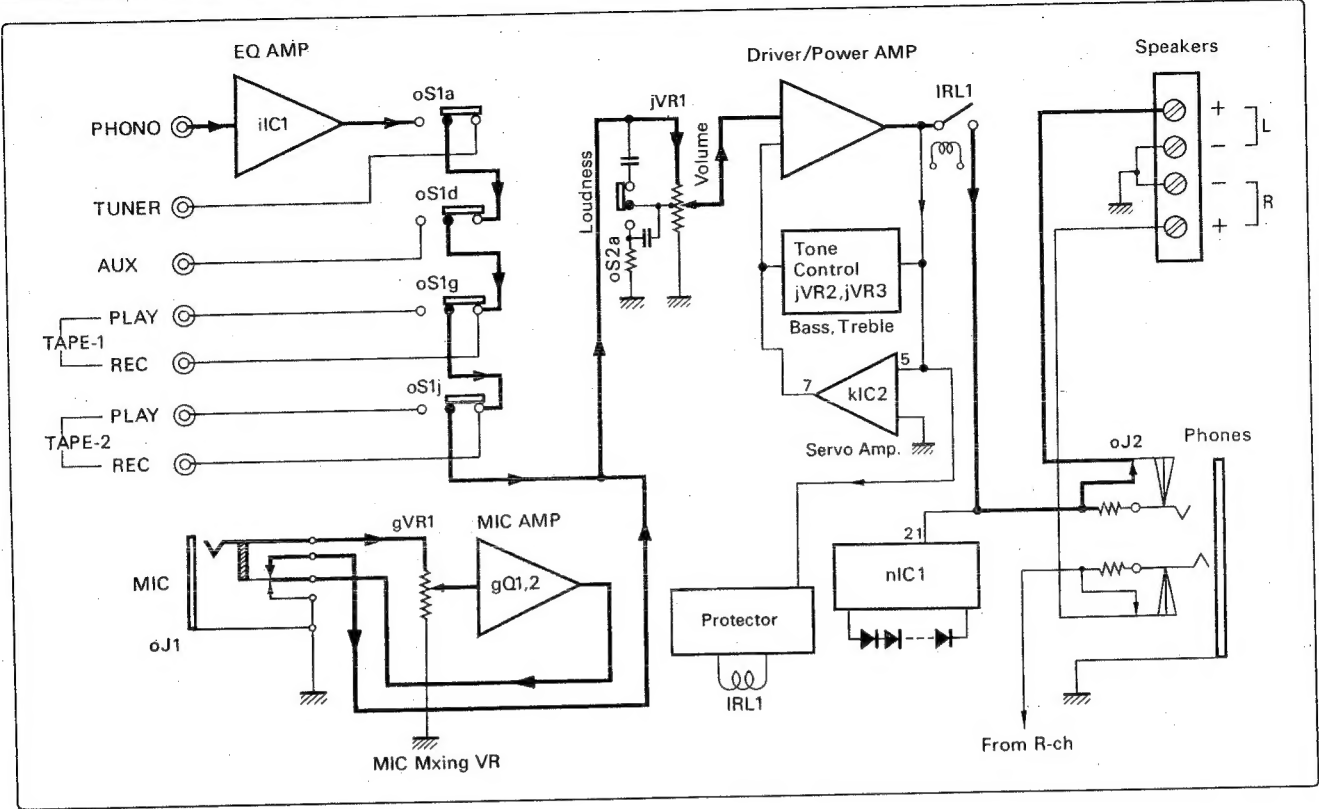 EQ AMP
Driver/Power AMP
Speakers
oS1a
jVR1
IRL1
PHONO
iIC1
+
L
Loudness
Volume
−
TUNER
oS1d
−
R
+
AUX
oS2a
Tone
Control
jVR2,jVR3
oS1g
PLAY
TAPE-1
Bass, Treble
REC
5
7
kIC2
oS1j
PLAY
TAPE-2
oJ2
Phones
Servo Amp.
REC
gVR1
MIC AMP
21
MIC
gQ1,2
nIC1
Protector
oJ1
IRL1
From R-ch
MIC Mxing VR